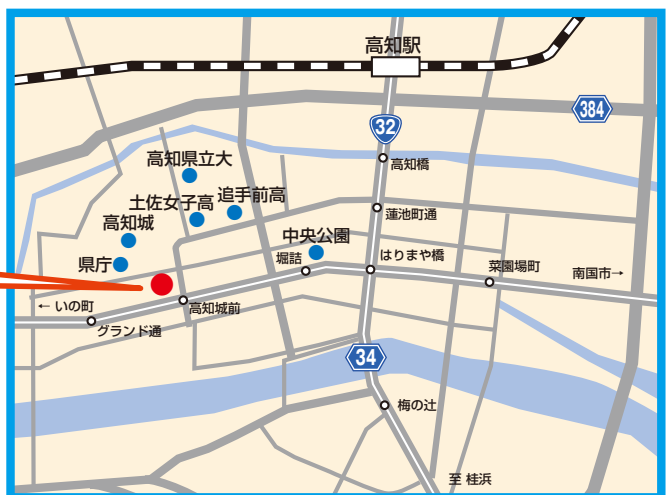 高知駅
384
32
高知橋
高知県立大
追手前高
土佐女子高
蓮池町通
高知城
中央公園
県庁
堀詰
はりまや橋
菜園場町
南国市→
← いの町
高知城前
グランド通
34
梅の辻
至 桂浜